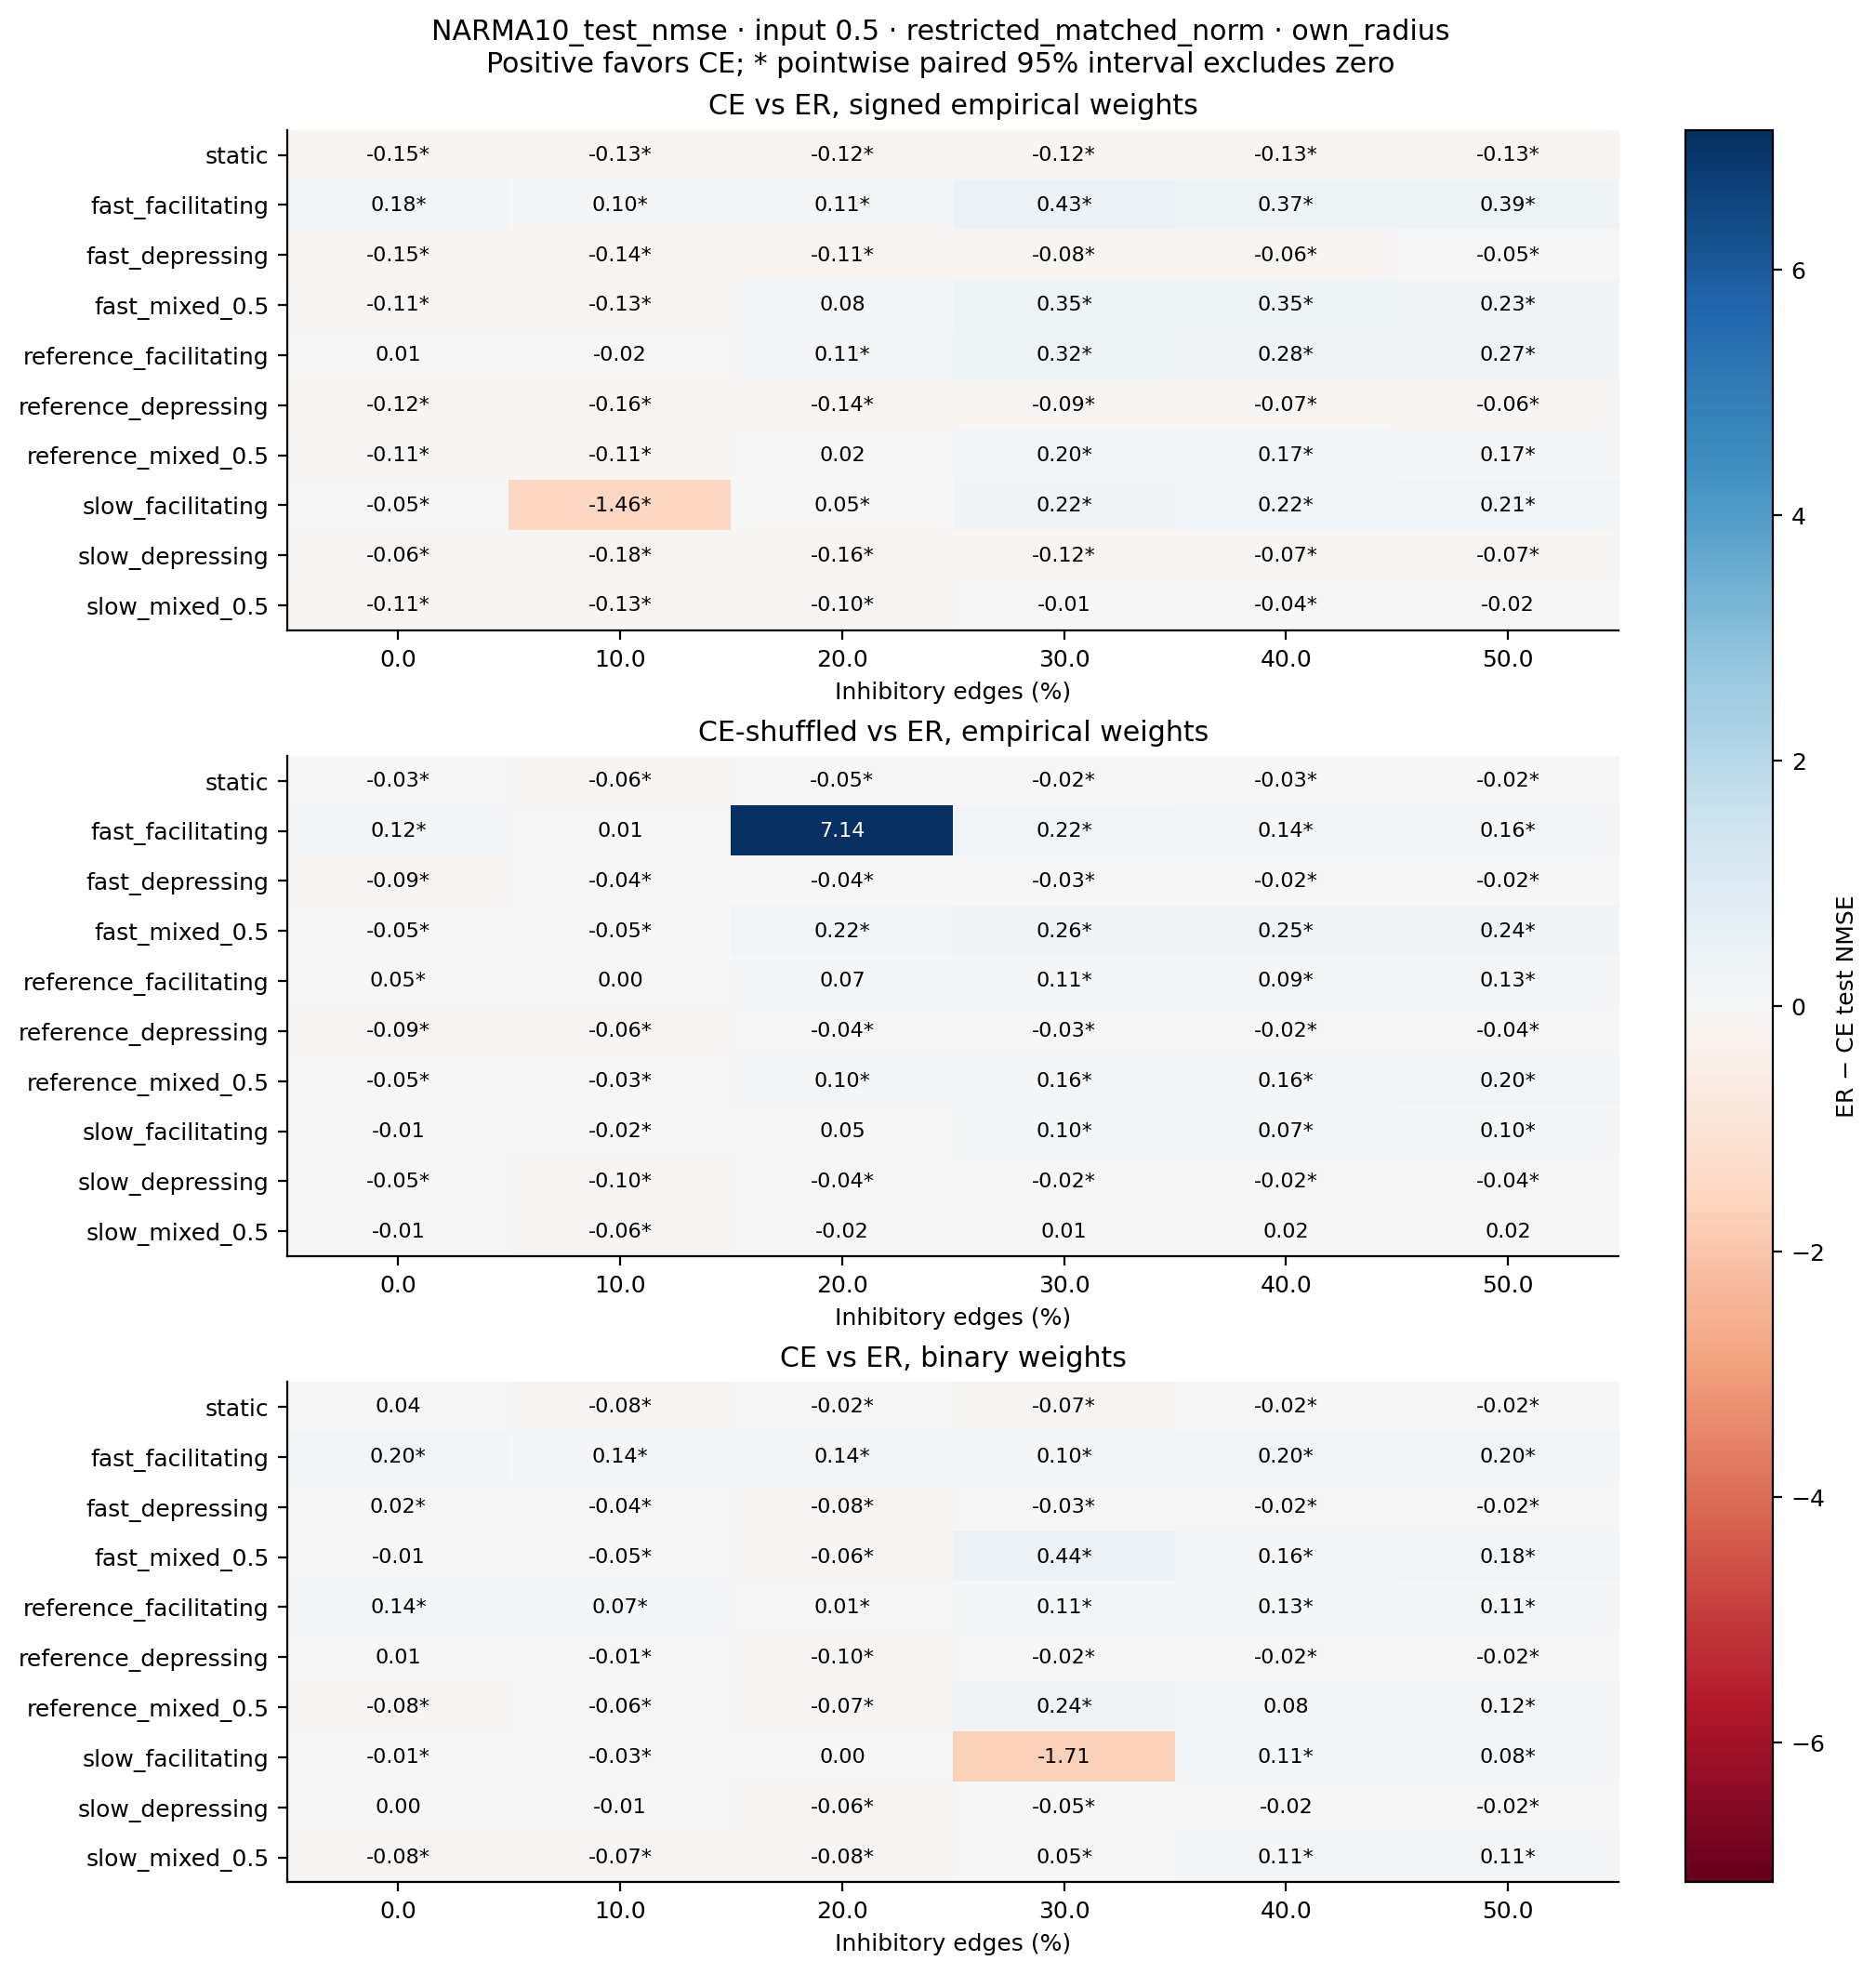 NARMA10_test_nmse · input 0.5 · restricted_matched_norm · own_radius
Positive favors CE; * pointwise paired 95% interval excludes zero
CE vs ER, signed empirical weights
static -0.15* -0.13* -0.12* -0.12* -0.13* -0.13*
fast_facilitating 0.18* 0.10* 0.11* 0.43* 0.37* 0.39*
fast_depressing -0.15* -0.14* -0.11* -0.08* -0.06* -0.05*
fast_mixed_0.5 -0.11* -0.13* 0.08 0.35* 0.35* 0.23*
reference_facilitating 0.01 -0.02 0.11* 0.32* 0.28* 0.27*
reference_depressing -0.12* -0.16* -0.14* -0.09* -0.07* -0.06*
reference_mixed_0.5 -0.11* -0.11* 0.02 0.20* 0.17* 0.17*
slow_facilitating -0.05* -1.46* 0.05* 0.22* 0.22* 0.21*
slow_depressing -0.06* -0.18* -0.16* -0.12* -0.07* -0.07*
slow_mixed_0.5 -0.11* -0.13* -0.10* -0.01 -0.04* -0.02
0.0 10.0 20.0 30.0 40.0 50.0
Inhibitory edges (%)
CE-shuffled vs ER, empirical weights
static -0.03* -0.06* -0.05* -0.02* -0.03* -0.02*
fast_facilitating 0.12* 0.01 7.14 0.22* 0.14* 0.16*
fast_depressing -0.09* -0.04* -0.04* -0.03* -0.02* -0.02*
fast_mixed_0.5 -0.05* -0.05* 0.22* 0.26* 0.25* 0.24*
reference_facilitating 0.05* 0.00 0.07 0.11* 0.09* 0.13*
reference_depressing -0.09* -0.06* -0.04* -0.03* -0.02* -0.04*
reference_mixed_0.5 -0.05* -0.03* 0.10* 0.16* 0.16* 0.20*
slow_facilitating -0.01 -0.02* 0.05 0.10* 0.07* 0.10*
slow_depressing -0.05* -0.10* -0.04* -0.02* -0.02* -0.04*
slow_mixed_0.5 -0.01 -0.06* -0.02 0.01 0.02 0.02
0.0 10.0 20.0 30.0 40.0 50.0
Inhibitory edges (%)
CE vs ER, binary weights
static 0.04 -0.08* -0.02* -0.07* -0.02* -0.02*
fast_facilitating 0.20* 0.14* 0.14* 0.10* 0.20* 0.20*
fast_depressing 0.02* -0.04* -0.08* -0.03* -0.02* -0.02*
fast_mixed_0.5 -0.01 -0.05* -0.06* 0.44* 0.16* 0.18*
reference_facilitating 0.14* 0.07* 0.01* 0.11* 0.13* 0.11*
reference_depressing 0.01 -0.01* -0.10* -0.02* -0.02* -0.02*
reference_mixed_0.5 -0.08* -0.06* -0.07* 0.24* 0.08 0.12*
slow_facilitating -0.01* -0.03* 0.00 -1.71 0.11* 0.08*
slow_depressing 0.00 -0.01 -0.06* -0.05* -0.02 -0.02*
slow_mixed_0.5 -0.08* -0.07* -0.08* 0.05* 0.11* 0.11*
0.0 10.0 20.0 30.0 40.0 50.0
Inhibitory edges (%)
6
4
2
0
−2
−4
−6
ER − CE test NMSE